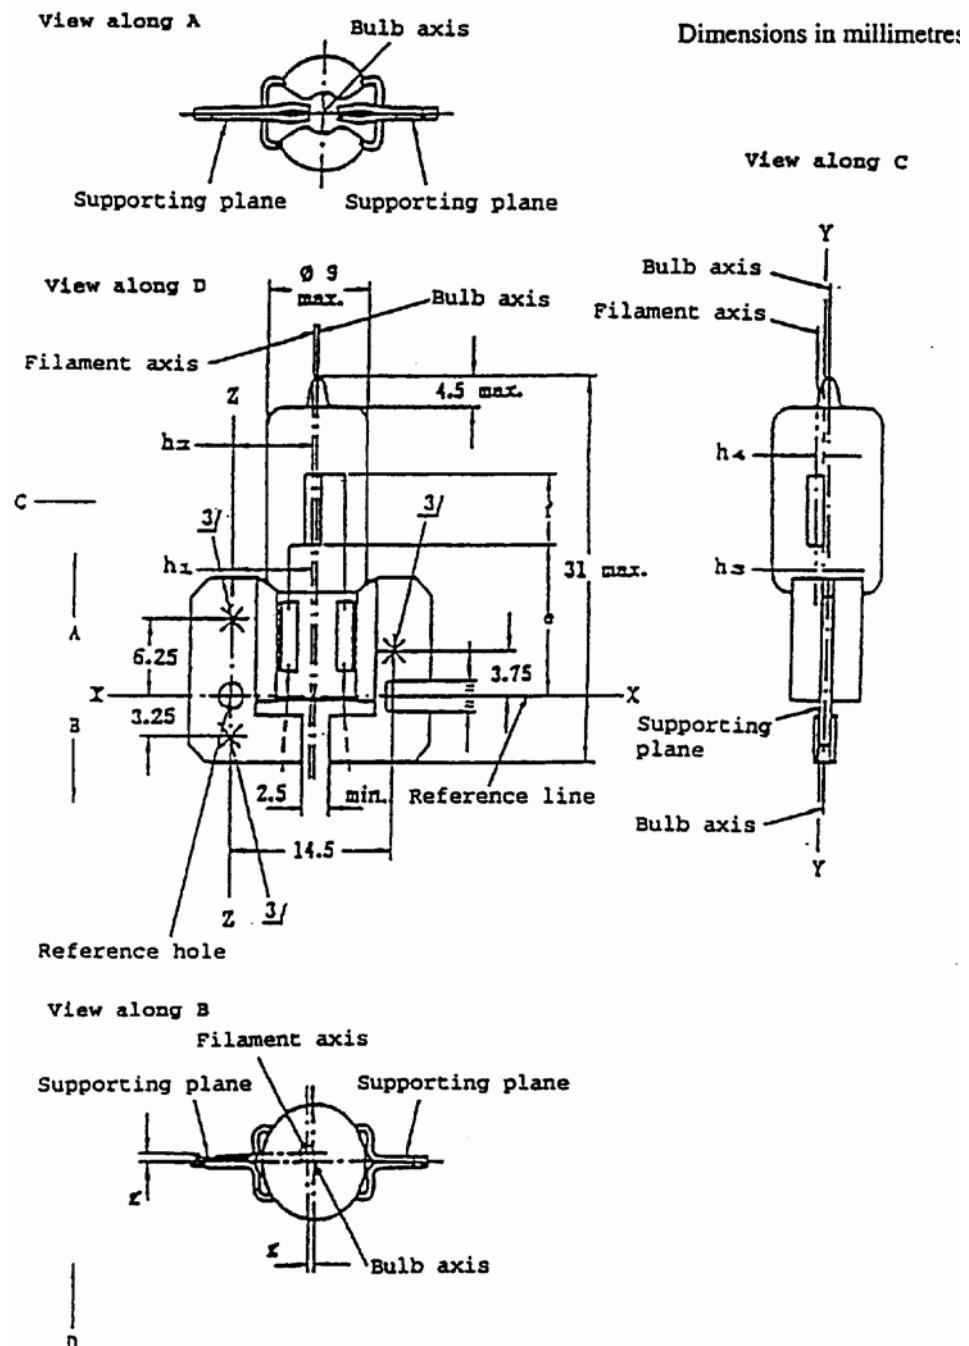 View along A
Bulb axis
Dimensions in millimetres
Supporting plane
Supporting plane
View along C
Y
Bulb axis
Filament axis
View along D
Ø 9
max.
Bulb axis
Filament axis
4.5 max.
Z
h2
h4
C
3/
3/
h1
31 max.
h3
A
6.25
3.75
X
X
3.25
B
Supporting
plane
2.5
min.
Reference line
Bulb axis
14.5
Y
Z
3/
Reference hole
View along B
Filament axis
Supporting plane
Supporting plane
Bulb axis
D